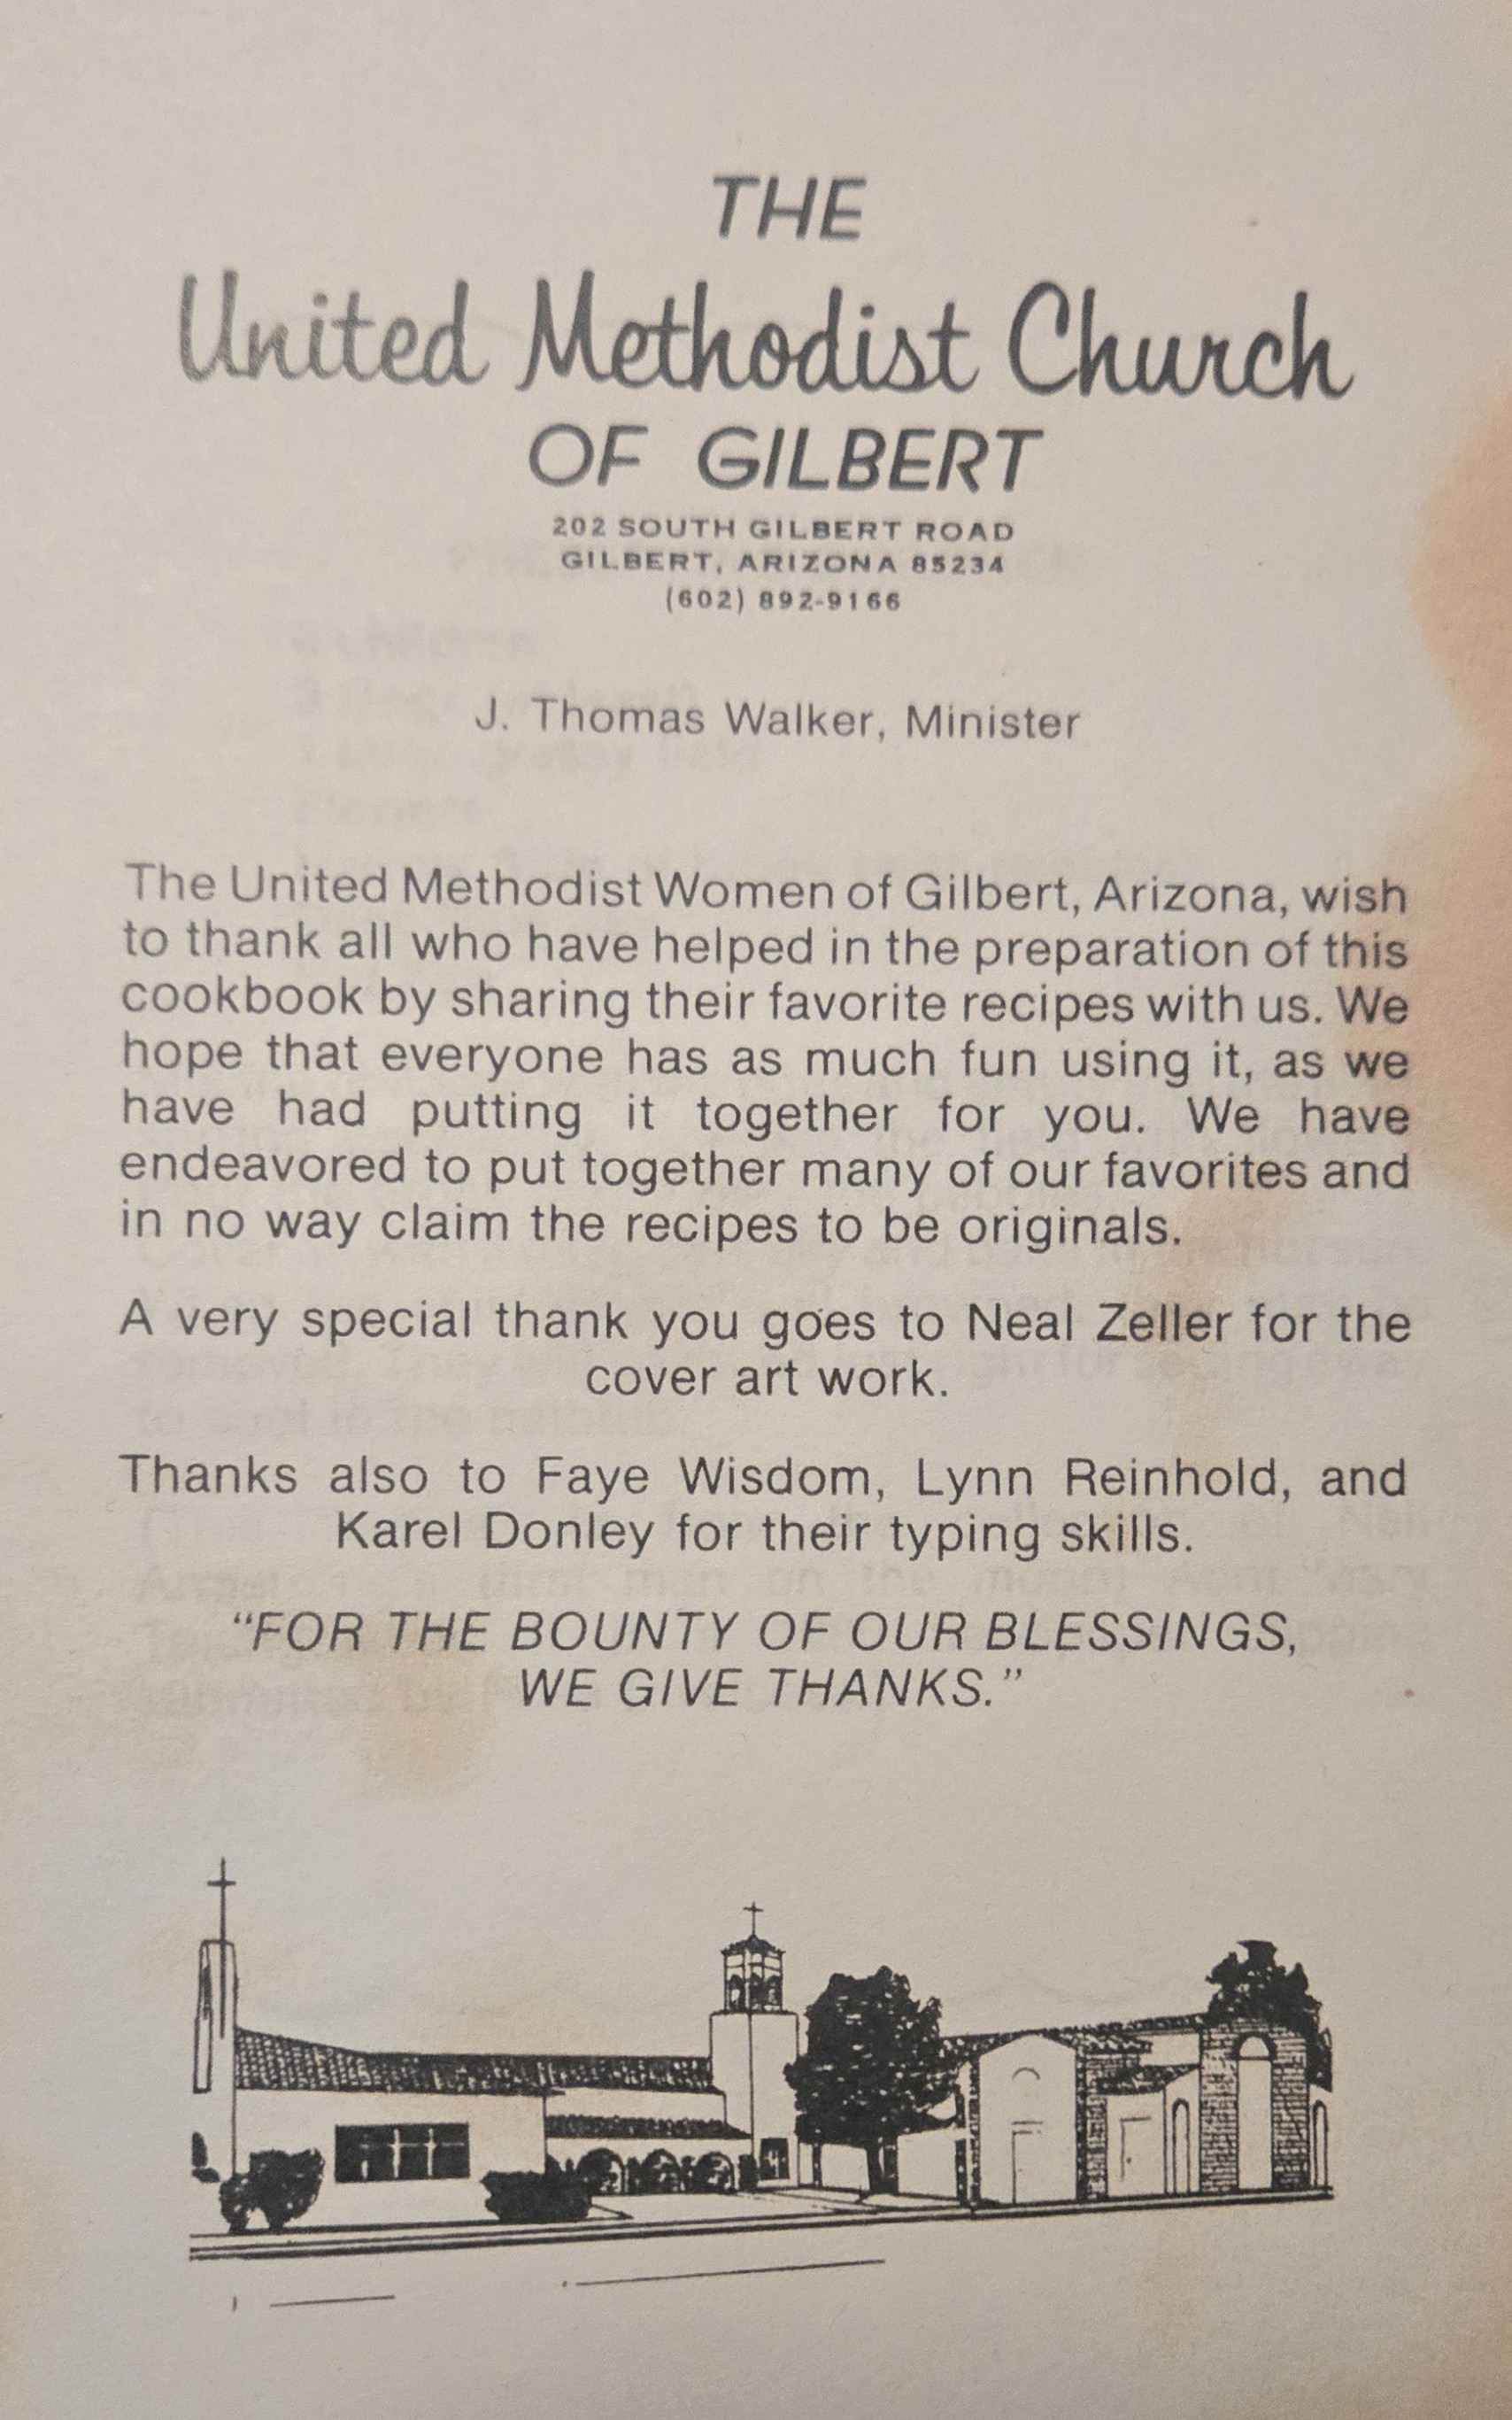 THE
United Methodist Church
OF GILBERT
202 SOUTH GILBERT ROAD
GILBERT, ARIZONA 85234
(602) 892-9166
J. Thomas Walker, Minister
The United Methodist Women of Gilbert, Arizona, wish
to thank all who have helped in the preparation of this
cookbook by sharing their favorite recipes with us. We
hope that everyone has as much fun using it, as we
have had putting it together for you. We have
endeavored to put together many of our favorites and
in no way claim the recipes to be originals.
A very special thank you goes to Neal Zeller for the
cover art work.
Thanks also to Faye Wisdom, Lynn Reinhold, and
Karel Donley for their typing skills.
“FOR THE BOUNTY OF OUR BLESSINGS,
WE GIVE THANKS.”